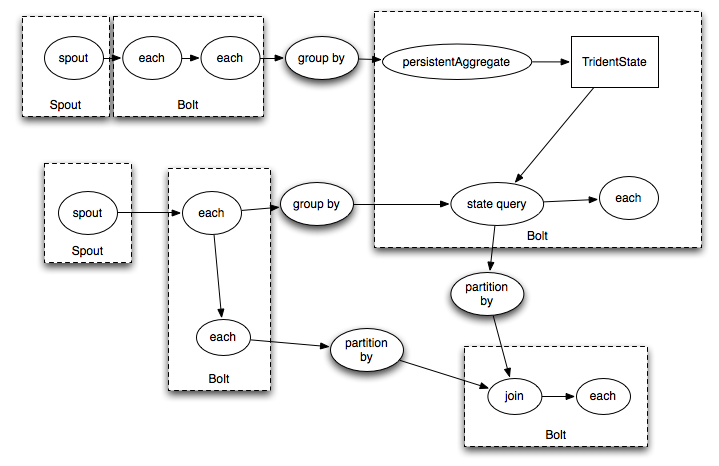 spout
each
each
group by
persistentAggregate
TridentState
Spout
Bolt
spout
each
group by
state query
each
Spout
Bolt
partition
by
each
partition
by
Bolt
join
each
Bolt